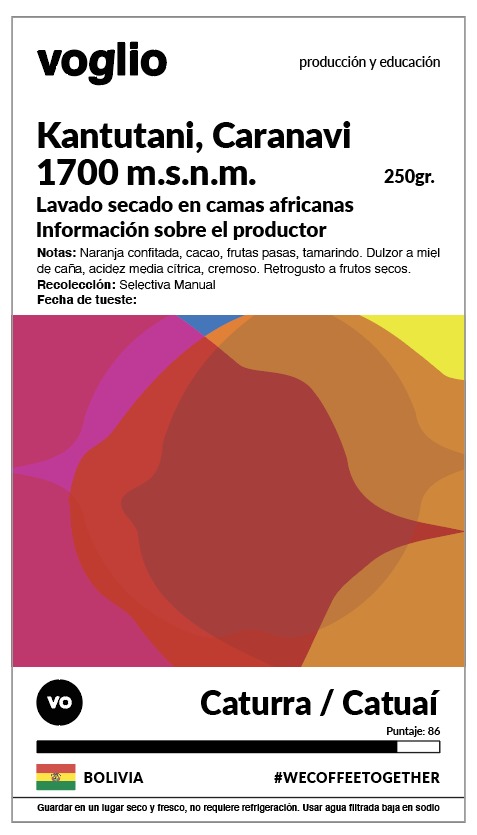 voglio
producción y educación
Kantutani, Caranavi
1700 m.s.n.m.
250gr.
Lavado secado en camas africanas
Información sobre el productor
Notas: Naranja confitada, cacao, frutas pasas, tamarindo. Dulzor a miel
de caña, acidez media cítrica, cremoso. Retrogusto a frutos secos.
Recolección: Selectiva Manual
Fecha de tueste:
VO
Caturra / Catuaí
Puntaje: 86
BOLIVIA
#WECOFFEETOGETHER
Guardar en un lugar seco y fresco, no requiere refrigeración. Usar agua filtrada baja en sodio